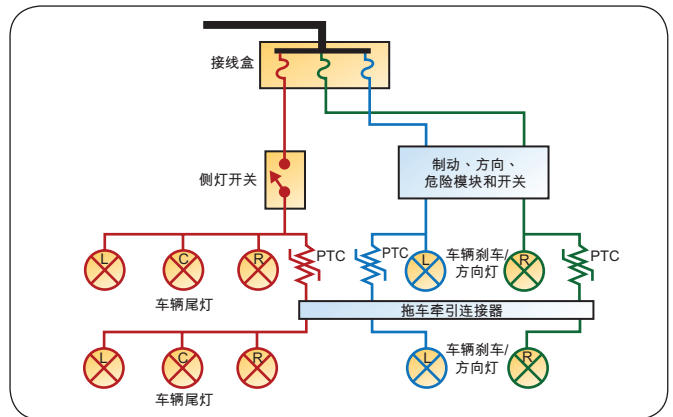 接线盒
侧灯开关
制动、方向、
危险模块和开关
L
C
R
PTC
PTC
L
车辆刹车/
方向灯
R
PTC
车辆尾灯
拖车牵引连接器
L
C
R
L
车辆刹车/
方向灯
R
车辆尾灯